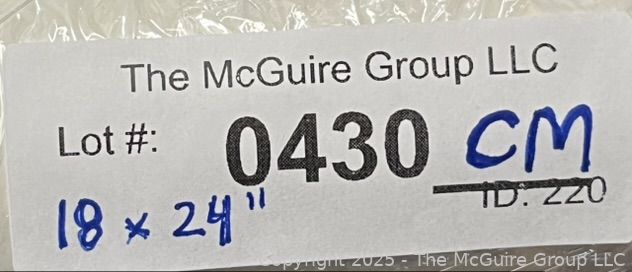 The McGuire Group LLC
Lot #: 0430 CM
ID: 220
18 x 24"
Copyright 2025 - The McGuire Group LLC